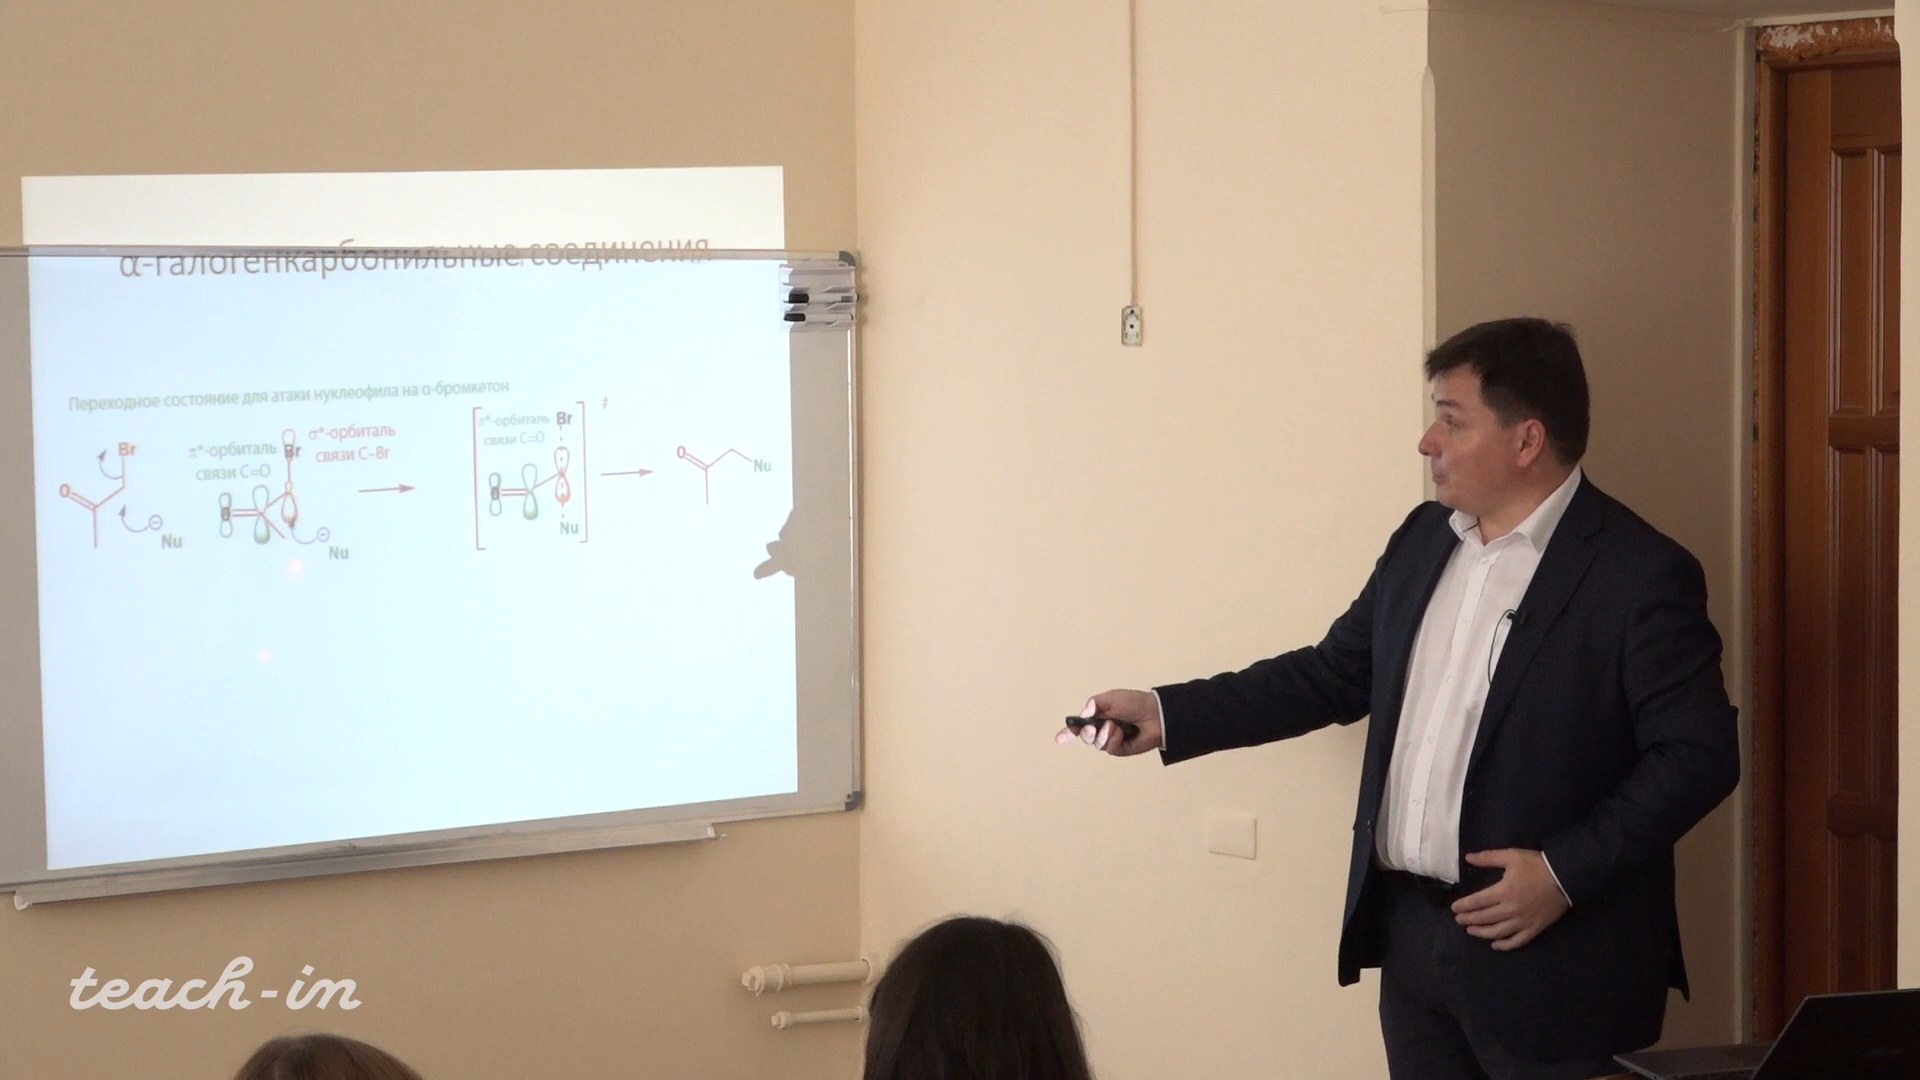 α-галогенкарбонильные соединения
Переходное состояние для атаки нуклеофила на α-бромкетон
Br
O
Nu
π*-орбиталь
связи C=O
Br
σ*-орбиталь
связи C–Br
Nu
π*-орбиталь
связи C=O
Br
Nu
‡
O
Nu
teach-in